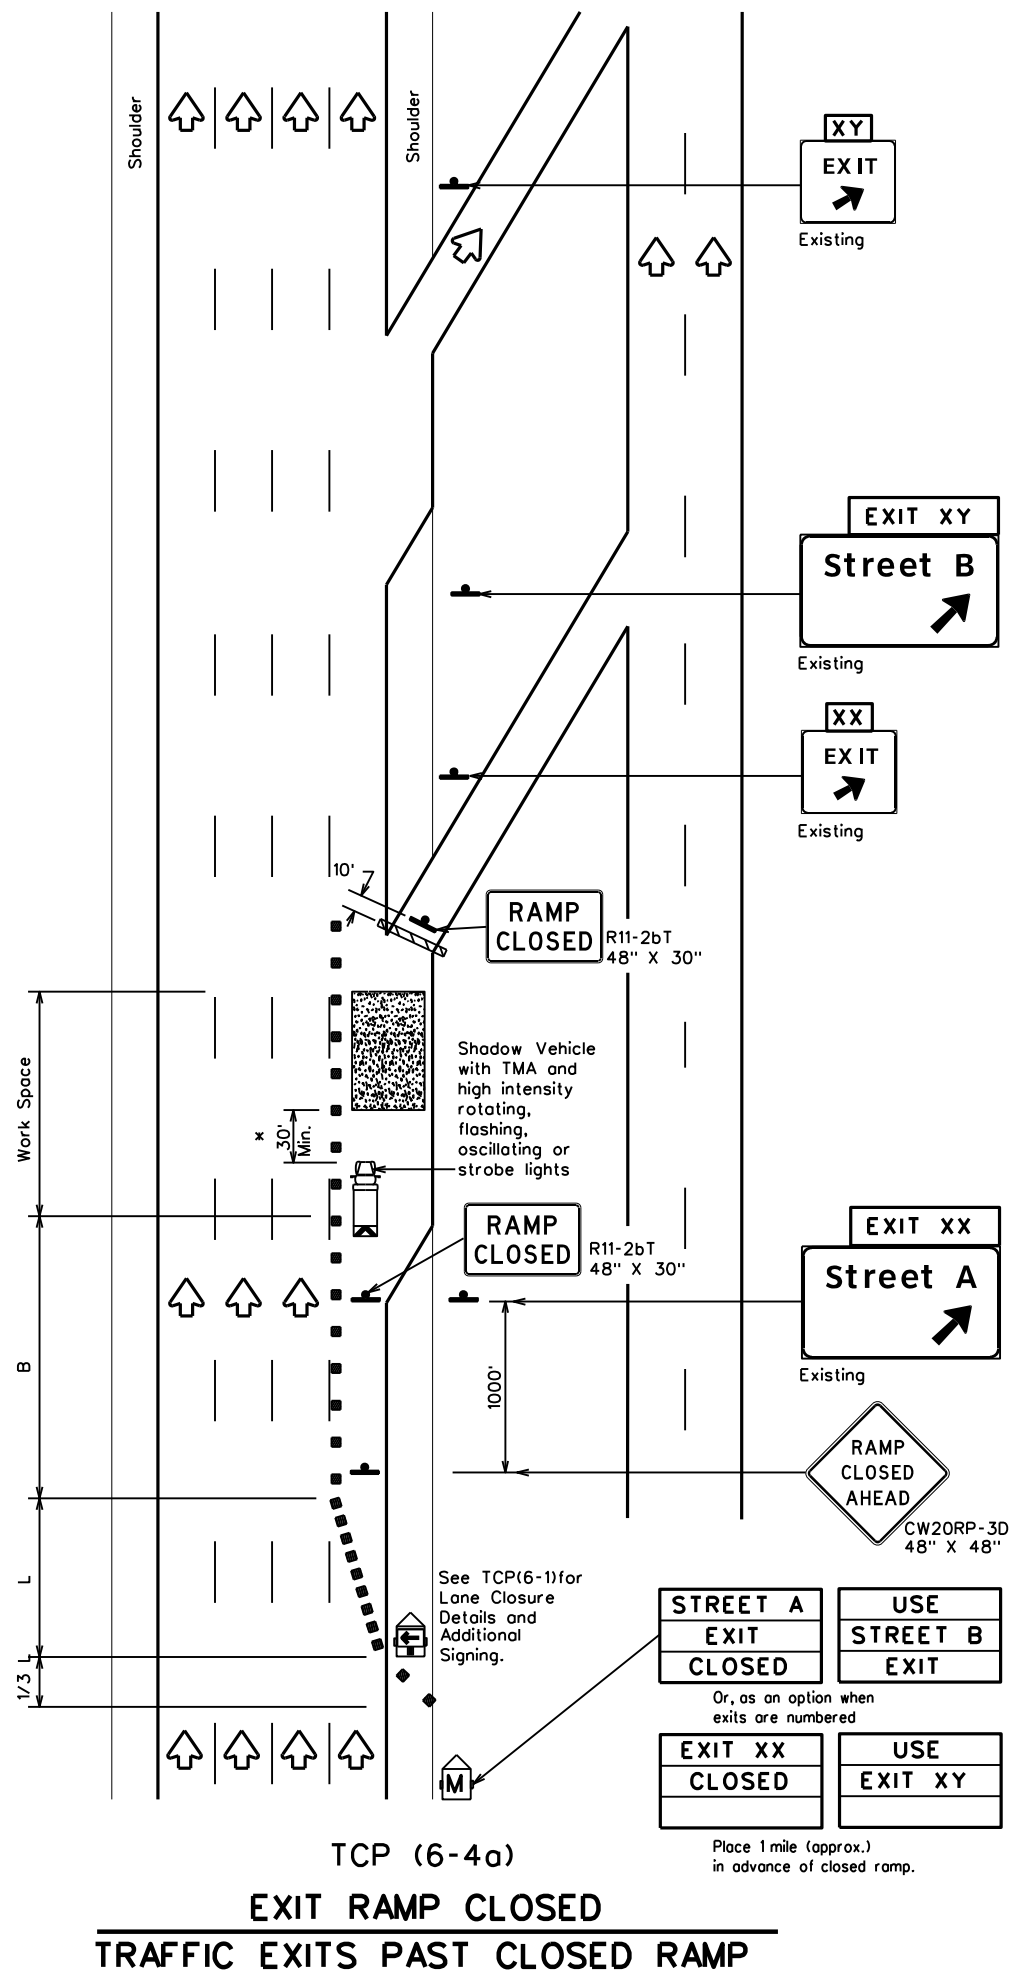 Shoulder
Shoulder
XY
EXIT
Existing
EXIT XY
Street B
Existing
XX
EXIT
Existing
10'
RAMP
CLOSED
R11-2bT
48" X 30"
Work Space
*
30'
Min.
Shadow Vehicle
with TMA and
high intensity
rotating,
flashing,
oscillating or
strobe lights
RAMP
CLOSED
R11-2bT
48" X 30"
EXIT XX
Street A
Existing
B
1000'
RAMP
CLOSED
AHEAD
CW20RP-3D
48" X 48"
L
See TCP(6-1)for
Lane Closure
Details and
Additional
Signing.
1/3 L
STREET A
EXIT
CLOSED
USE
STREET B
EXIT
Or, as an option when
exits are numbered
EXIT XX
CLOSED
USE
EXIT XY
M
Place 1 mile (approx.)
in advance of closed ramp.
TCP (6-4a)
EXIT RAMP CLOSED
TRAFFIC EXITS PAST CLOSED RAMP